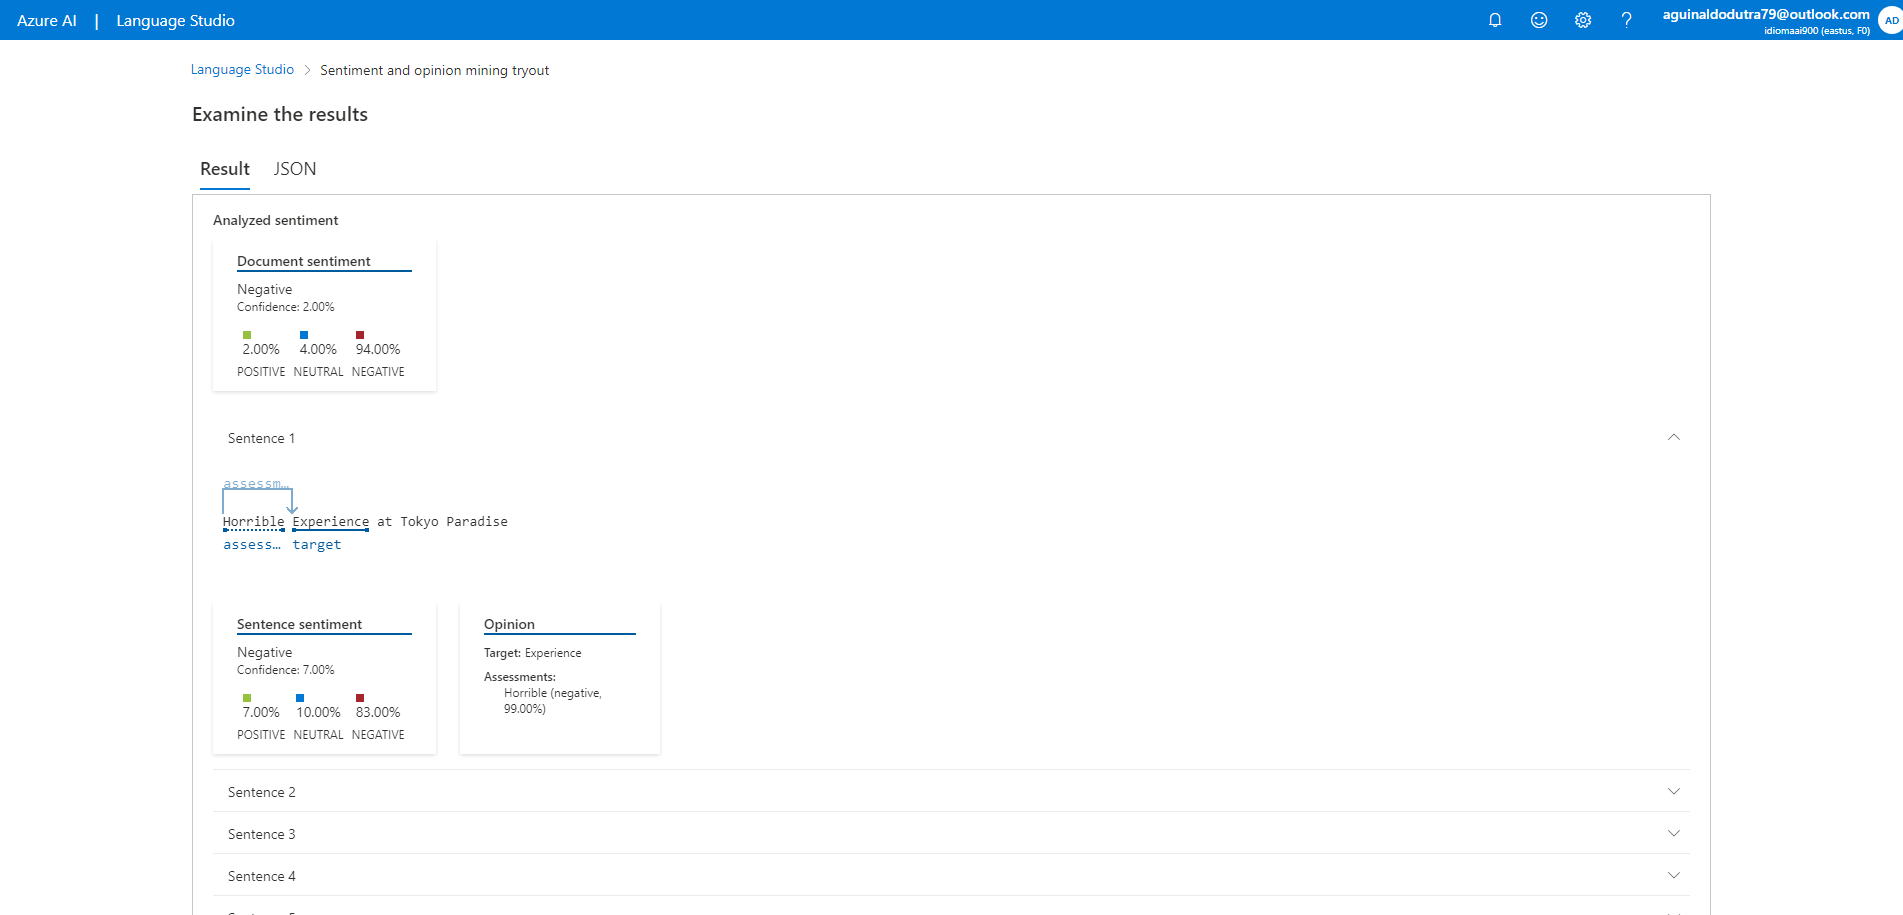 Azure AI | Language Studio
aguinaldodutra79@outlook.com
idiomaai900 (eastus, F0)
AD
Language Studio > Sentiment and opinion mining tryout
Examine the results
Result JSON
Analyzed sentiment
Document sentiment
Negative
Confidence: 2.00%
2.00% 4.00% 94.00%
POSITIVE NEUTRAL NEGATIVE
Sentence 1
assessm…
Horrible Experience at Tokyo Paradise
assess… target
Sentence sentiment
Negative
Confidence: 7.00%
7.00% 10.00% 83.00%
POSITIVE NEUTRAL NEGATIVE
Opinion
Target: Experience
Assessments:
Horrible (negative,
99.00%)
Sentence 2
Sentence 3
Sentence 4